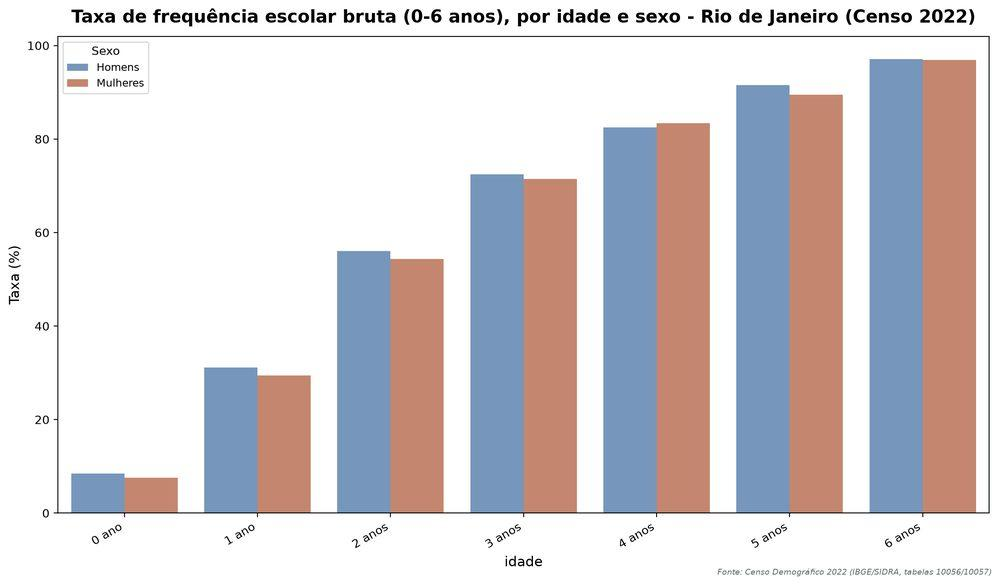 Taxa de frequência escolar bruta (0-6 anos), por idade e sexo - Rio de Janeiro (Censo 2022)
Sexo
Homens
Mulheres
Taxa (%)
100
80
60
40
20
0
0 ano
1 ano
2 anos
3 anos
4 anos
5 anos
6 anos
idade
Fonte: Censo Demográfico 2022 (IBGE/SIDRA, tabelas 10056/10057)